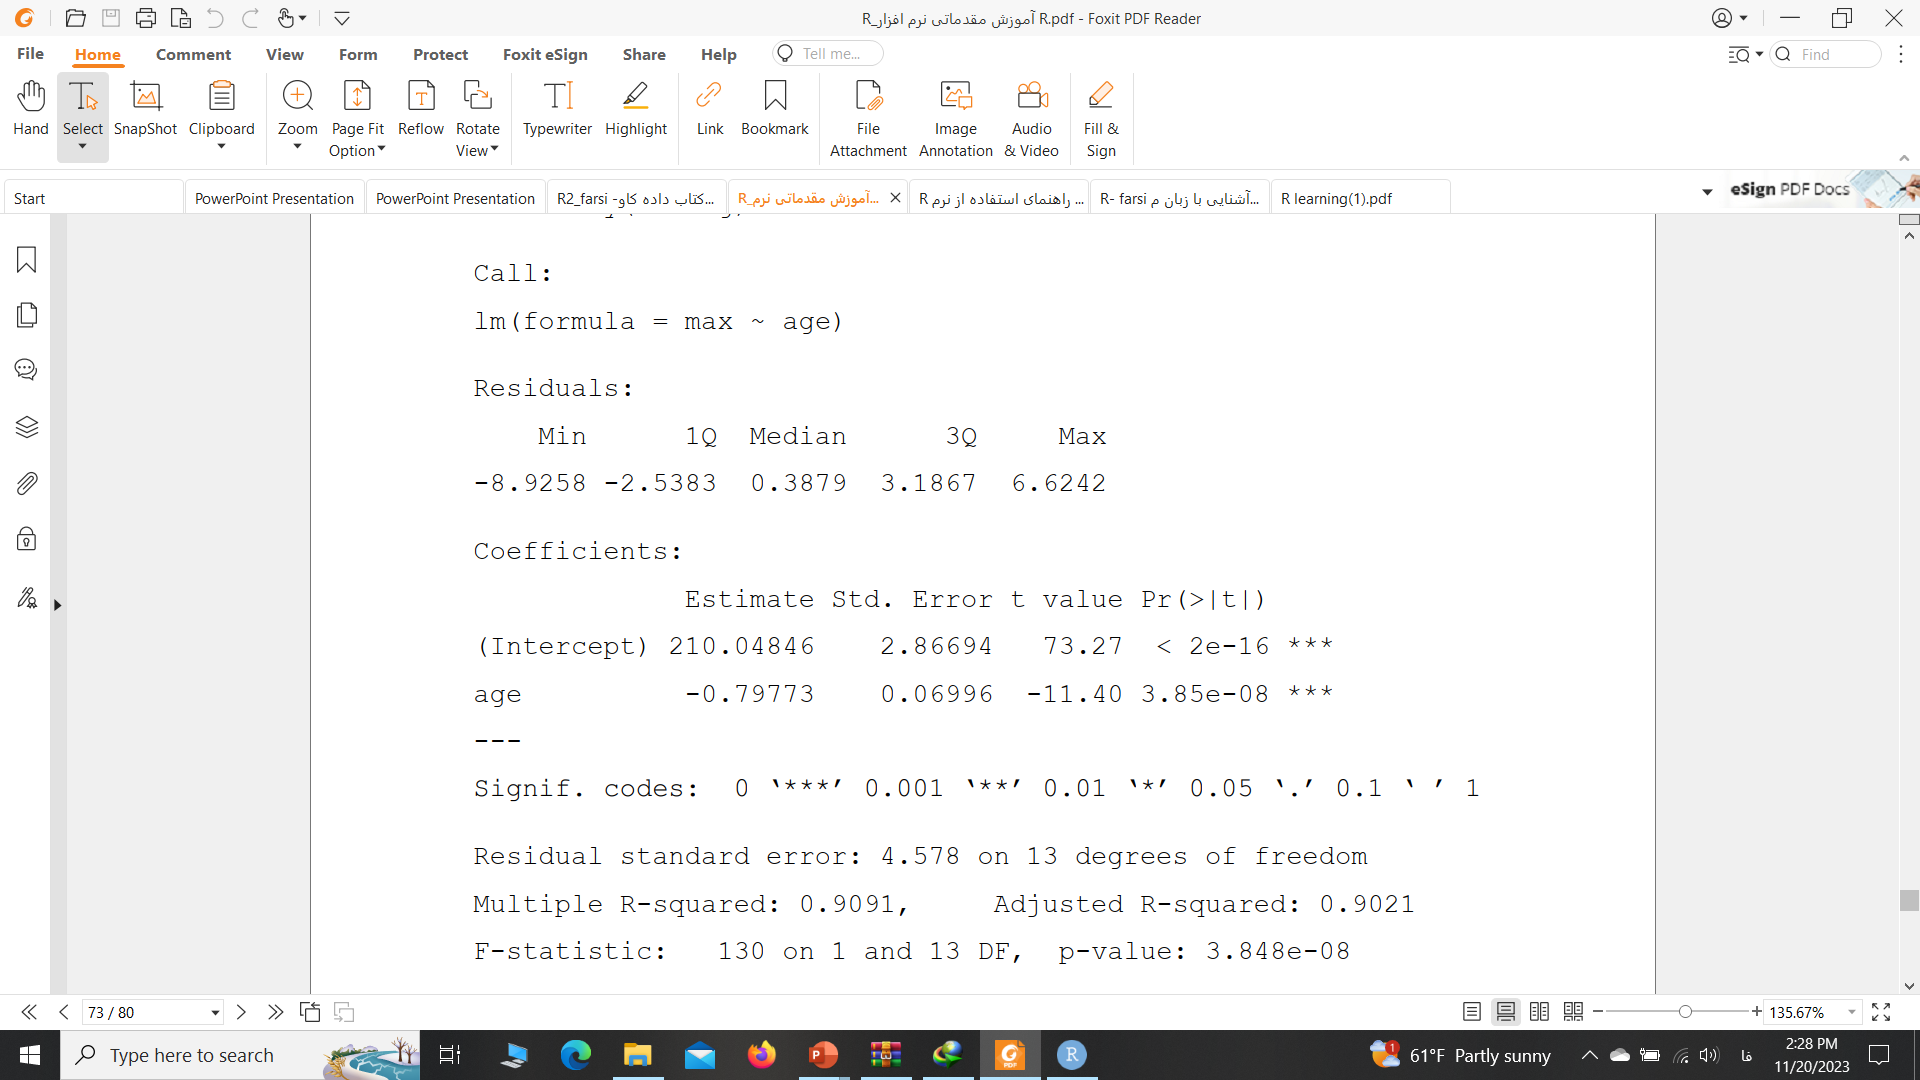 R_آموزش مقدماتی نرم افزار R.pdf - Foxit PDF Reader
File Home Comment View Form Protect Foxit eSign Share Help Tell me... Find
Hand Select SnapShot Clipboard Zoom Page Fit Option Reflow Rotate View Typewriter Highlight Link Bookmark File Attachment Image Annotation Audio & Video Fill & Sign
Start PowerPoint Presentation PowerPoint Presentation R2_farsi -کتاب داده کاو... R_آموزش مقدماتی نرم... راهنمای استفاده از نرم R ... R- farsi آشنایی با زبان م... R learning(1).pdf eSign PDF Docs
Call:
lm(formula = max ~ age)
Residuals:
Min 1Q Median 3Q Max
-8.9258 -2.5383 0.3879 3.1867 6.6242
Coefficients:
Estimate Std. Error t value Pr(>|t|)
(Intercept) 210.04846 2.86694 73.27 < 2e-16 ***
age -0.79773 0.06996 -11.40 3.85e-08 ***
---
Signif. codes: 0 ‘***’ 0.001 ‘**’ 0.01 ‘*’ 0.05 ‘.’ 0.1 ‘ ’ 1
Residual standard error: 4.578 on 13 degrees of freedom
Multiple R-squared: 0.9091, Adjusted R-squared: 0.9021
F-statistic: 130 on 1 and 13 DF, p-value: 3.848e-08
73 / 80 135.67%
Type here to search 61°F Partly sunny فا 2:28 PM
11/20/2023